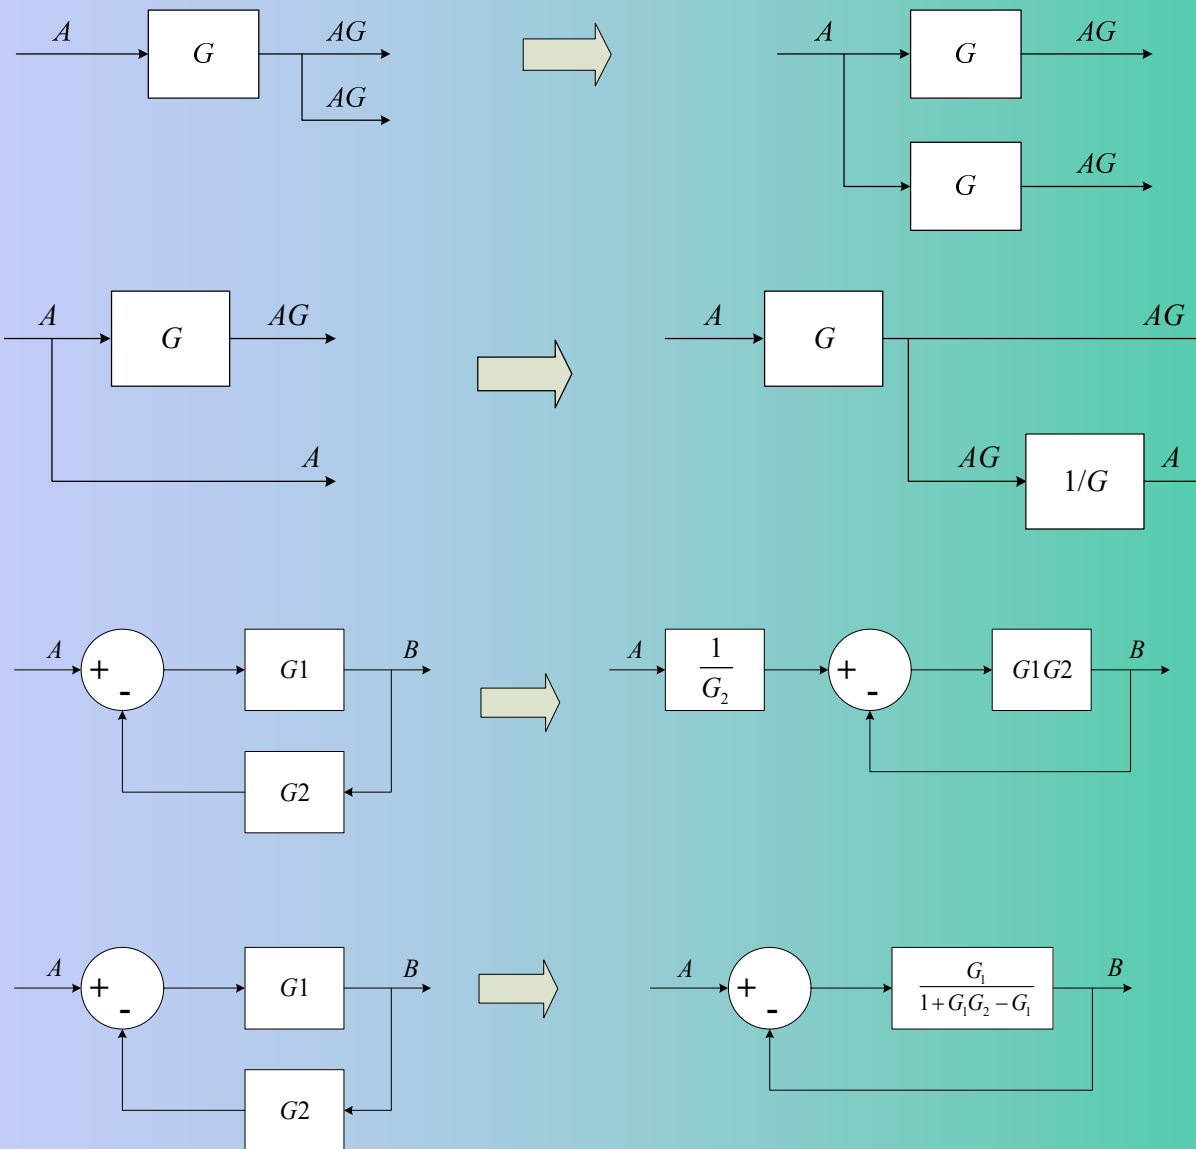 A G AG A G AG
AG
G AG
A G AG A G AG
A AG 1/G A
A + - G1 B A 1/G₂ + - G1G2 B
G2
A + - G1 B A + - G₁/(1+G₁G₂−G₁) B
G2